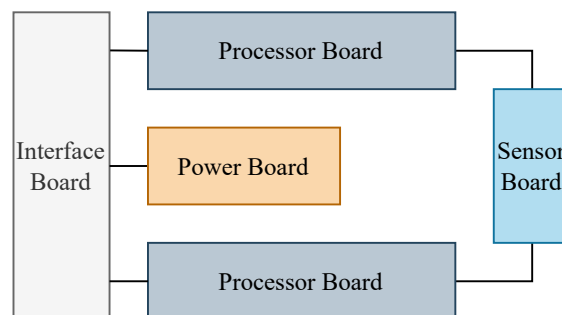 Processor Board
Interface
Board
Power Board
Sensor
Board
Processor Board